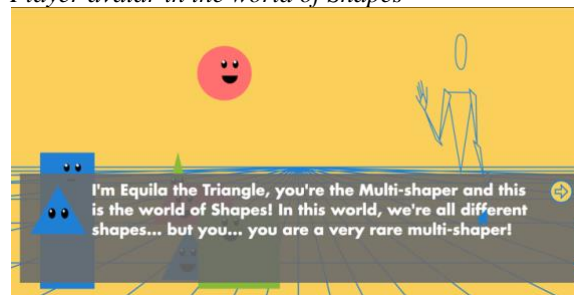 Player avatar in the world of Shapes
I'm Equila the Triangle, you're the Multi-shaper and this
is the world of Shapes! In this world, we're all different
shapes... but you... you are a very rare multi-shaper!